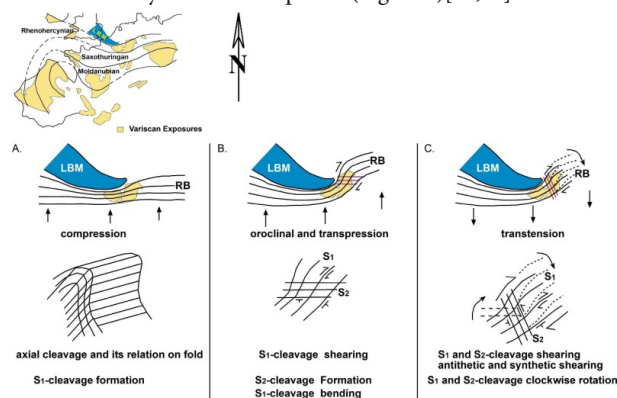 Rhenohercynian
LBM
Saxothuringan
Moldanubian
Variscan Exposures
N
A.
LBM
RB
compression
axial cleavage and its relation on fold
S1-cleavage formation
B.
LBM
RB
oroclinal and transpression
S1
S2
S1-cleavage shearing
S2-cleavage Formation
S1-cleavage bending
C.
LBM
RB
transtension
S1
S2
S1 and S2-cleavage shearing
antithetic and synthetic shearing
S1 and S2-cleavage clockwise rotation